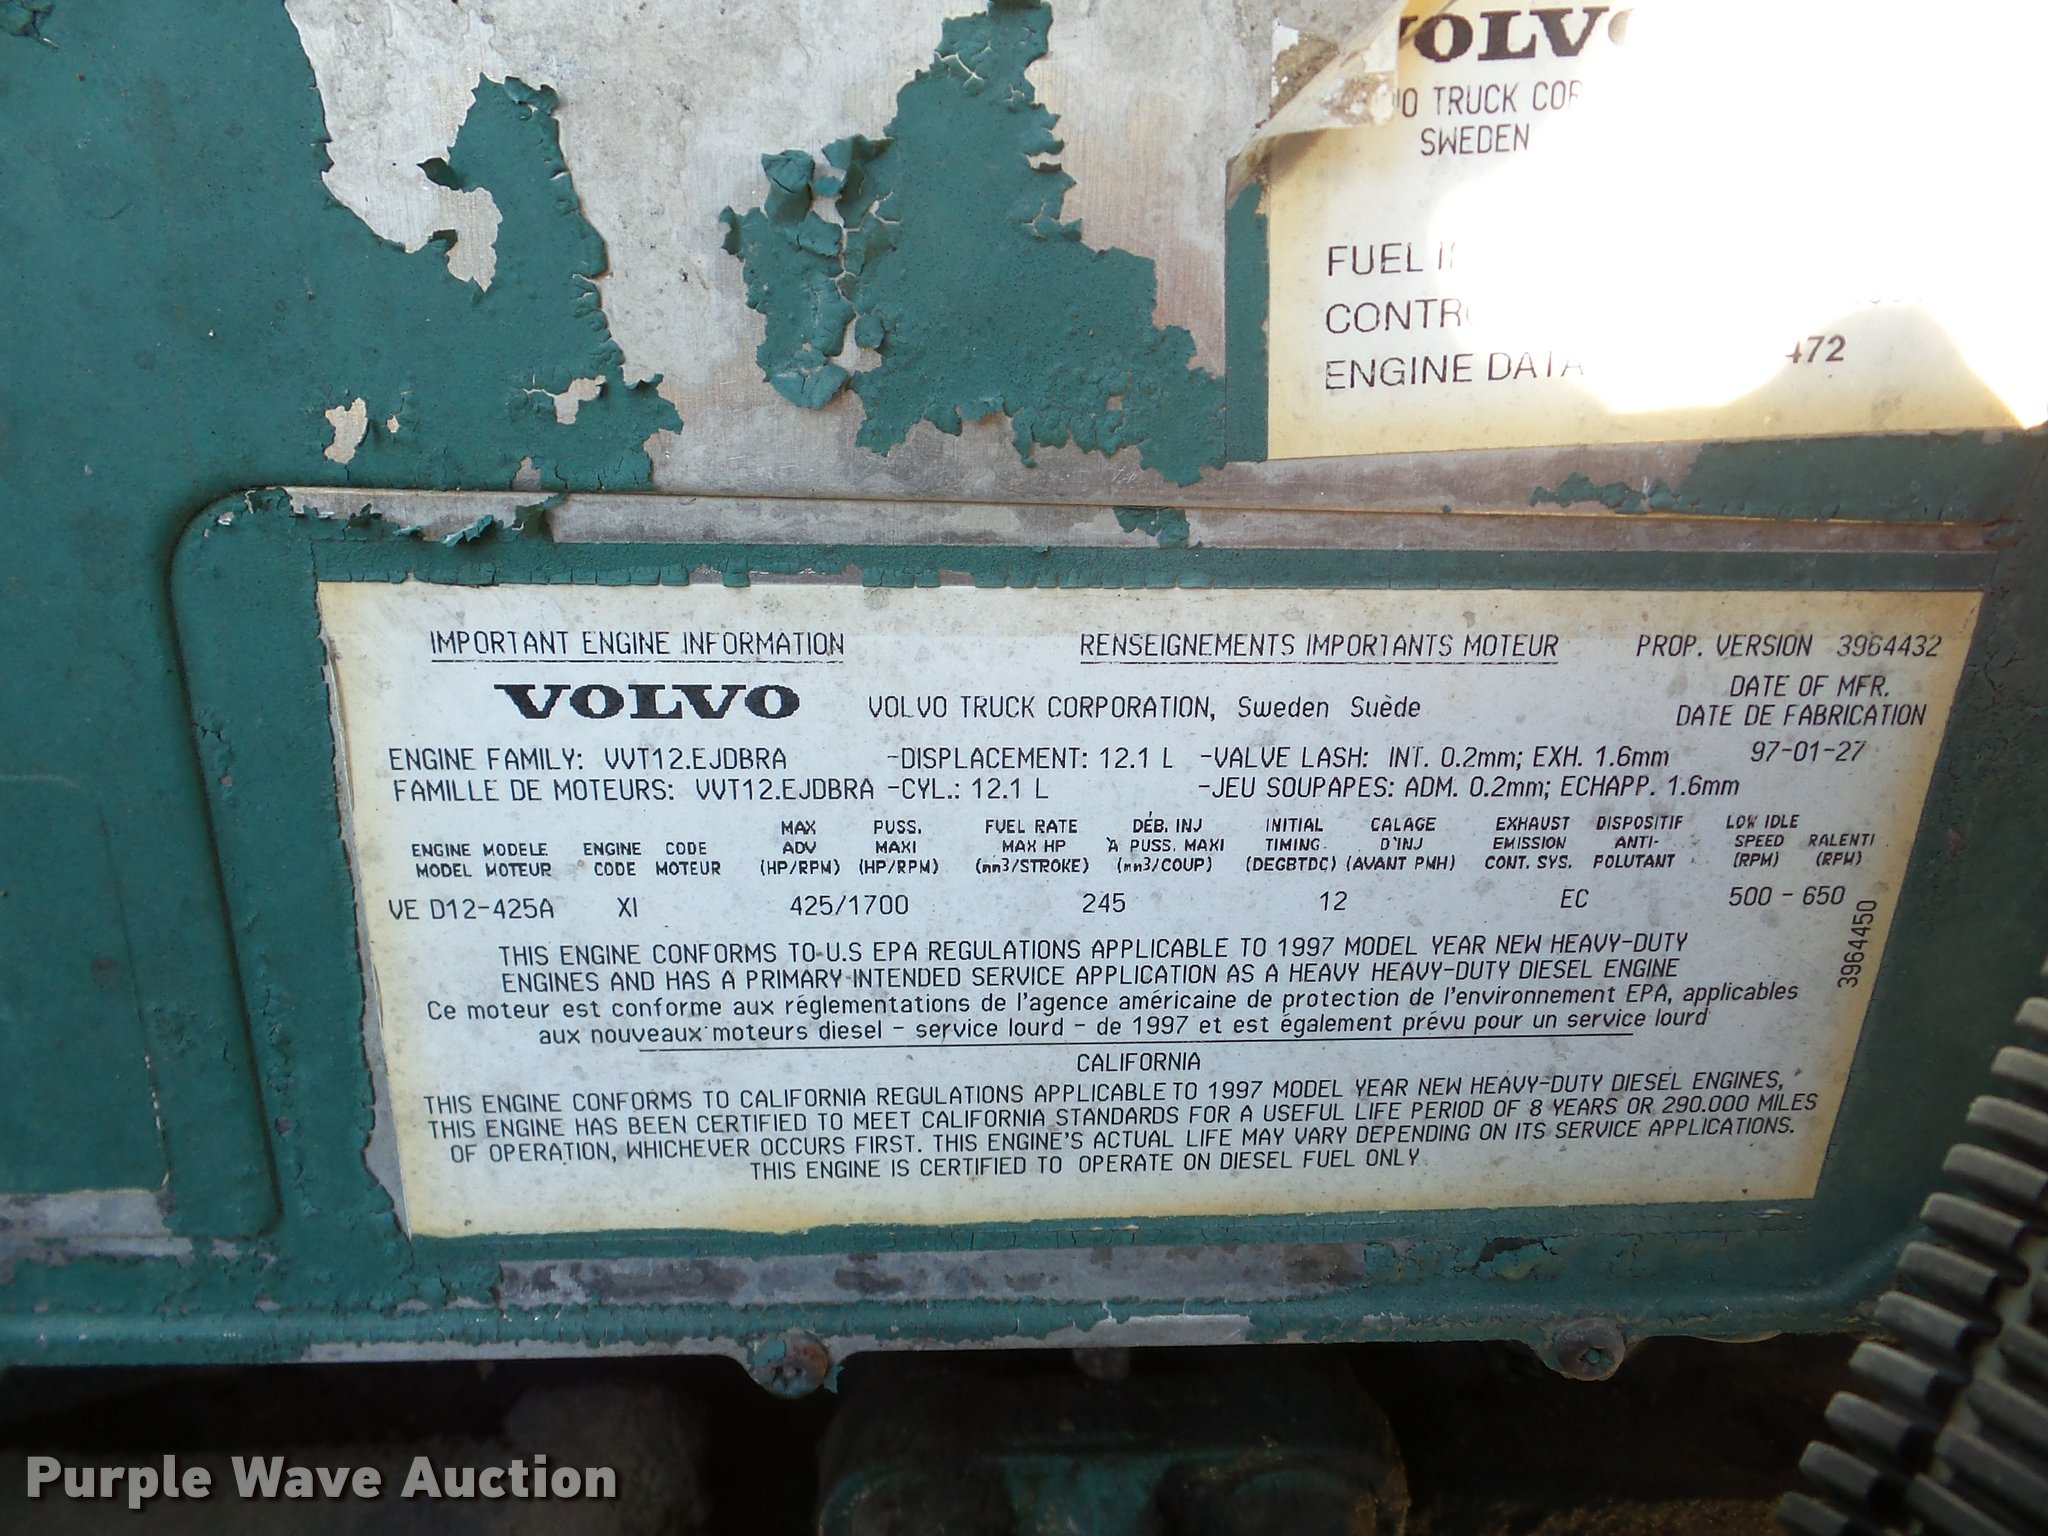 SWEDEN
FUEL
ENGINE DATA
IMPORTANT ENGINE INFORMATION RENSEIGNEMENTS IMPORTANTS MOTEUR PROP. VERSION 3964432
VOLVO VOLVO TRUCK CORPORATION, Sweden Suède
DATE OF MFR.
DATE DE FABRICATION
ENGINE FAMILY: VVT12.EJDBRA -DISPLACEMENT: 12.1 L -VALVE LASH: INT. 0.2mm; EXH. 1.6mm 97-01-27
FAMILLE DE MOTEURS: VVT12.EJDBRA -CYL.: 12.1 L -JEU SOUPAPES: ADM. 0.2mm; ECHAPP. 1.6mm
MAX PUSS. FUEL RATE DÉB. INJ INITIAL CALAGE EXHAUST DISPOSITIF LOW IDLE
ENGINE MODELE ENGINE CODE ADV MAXI MAX HP À PUSS. MAXI TIMING D'INJ EMISSION ANTI- SPEED RALENTI
MODEL MOTEUR CODE MOTEUR (HP/RPM) (HP/RPM) (mm3/STROKE) (mm3/COUP) (DEGBTDC) (AVANT PMH) CONT. SYS. POLUTANT (RPM) (RPM)
VE D12-425A XI 425/1700 245 12 EC 500 - 650
3964450
THIS ENGINE CONFORMS TO U.S EPA REGULATIONS APPLICABLE TO 1997 MODEL YEAR NEW HEAVY-DUTY
ENGINES AND HAS A PRIMARY INTENDED SERVICE APPLICATION AS A HEAVY HEAVY-DUTY DIESEL ENGINE
Ce moteur est conforme aux réglementations de l'agence américaine de protection de l'environnement EPA, applicables
aux nouveaux moteurs diesel - service lourd - de 1997 et est également prévu pour un service lourd
CALIFORNIA
THIS ENGINE CONFORMS TO CALIFORNIA REGULATIONS APPLICABLE TO 1997 MODEL YEAR NEW HEAVY-DUTY DIESEL ENGINES,
THIS ENGINE HAS BEEN CERTIFIED TO MEET CALIFORNIA STANDARDS FOR A USEFUL LIFE PERIOD OF 8 YEARS OR 290.000 MILES
OF OPERATION, WHICHEVER OCCURS FIRST. THIS ENGINE'S ACTUAL LIFE MAY VARY DEPENDING ON ITS SERVICE APPLICATIONS.
THIS ENGINE IS CERTIFIED TO OPERATE ON DIESEL FUEL ONLY
Purple Wave Auction